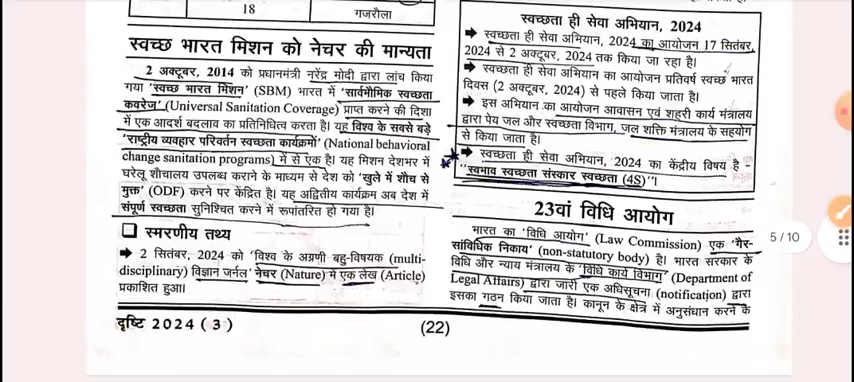 18
गजरौला
स्वच्छ भारत मिशन को नेचर की मान्यता
2 अक्टूबर, 2014 को प्रधानमंत्री नरेंद्र मोदी द्वारा लांच किया
गया 'स्वच्छ भारत मिशन' (SBM) भारत में 'सार्वभौमिक स्वच्छता
कवरेज' (Universal Sanitation Coverage) प्राप्त करने की दिशा
में एक आदर्श बदलाव का प्रतिनिधित्व करता है। यह विश्व के सबसे बड़े
'राष्ट्रीय व्यवहार परिवर्तन स्वच्छता कार्यक्रमों' (National behavioral
change sanitation programs) में से एक है। यह मिशन देशभर में
घरेलू शौचालय उपलब्ध कराने के माध्यम से देश को 'खुले में शौच से
मुक्त' (ODF) करने पर केंद्रित है। यह अद्वितीय कार्यक्रम अब देश में
संपूर्ण स्वच्छता सुनिश्चित करने में रूपांतरित हो गया है।
❑ स्मरणीय तथ्य
➡ 2 सितंबर, 2024 को 'विश्व के अग्रणी बहु-विषयक (multi-
disciplinary) विज्ञान जर्नल' नेचर (Nature) में एक लेख (Article)
प्रकाशित हुआ।
स्वच्छता ही सेवा अभियान, 2024
➡ स्वच्छता ही सेवा अभियान, 2024 का आयोजन 17 सितंबर,
2024 से 2 अक्टूबर, 2024 तक किया जा रहा है।
➡ स्वच्छता ही सेवा अभियान का आयोजन प्रतिवर्ष स्वच्छ भारत
दिवस (2 अक्टूबर, 2024) से पहले किया जाता है।
➡ इस अभियान का आयोजन आवासन एवं शहरी कार्य मंत्रालय
द्वारा पेय जल और स्वच्छता विभाग, जल शक्ति मंत्रालय के सहयोग
से किया जाता है।
➡ स्वच्छता ही सेवा अभियान, 2024 का केंद्रीय विषय है -
"स्वभाव स्वच्छता संस्कार स्वच्छता (4S)"।
23वां विधि आयोग
भारत का 'विधि आयोग' (Law Commission) एक 'गैर-
सांविधिक निकाय' (non-statutory body) है। भारत सरकार के
विधि और न्याय मंत्रालय के 'विधि कार्य विभाग' (Department of
Legal Affairs) द्वारा जारी एक अधिसूचना (notification) द्वारा
इसका गठन किया जाता है। कानून के क्षेत्र में अनुसंधान करने के
5/10
दृष्टि 2024 (3)
(22)